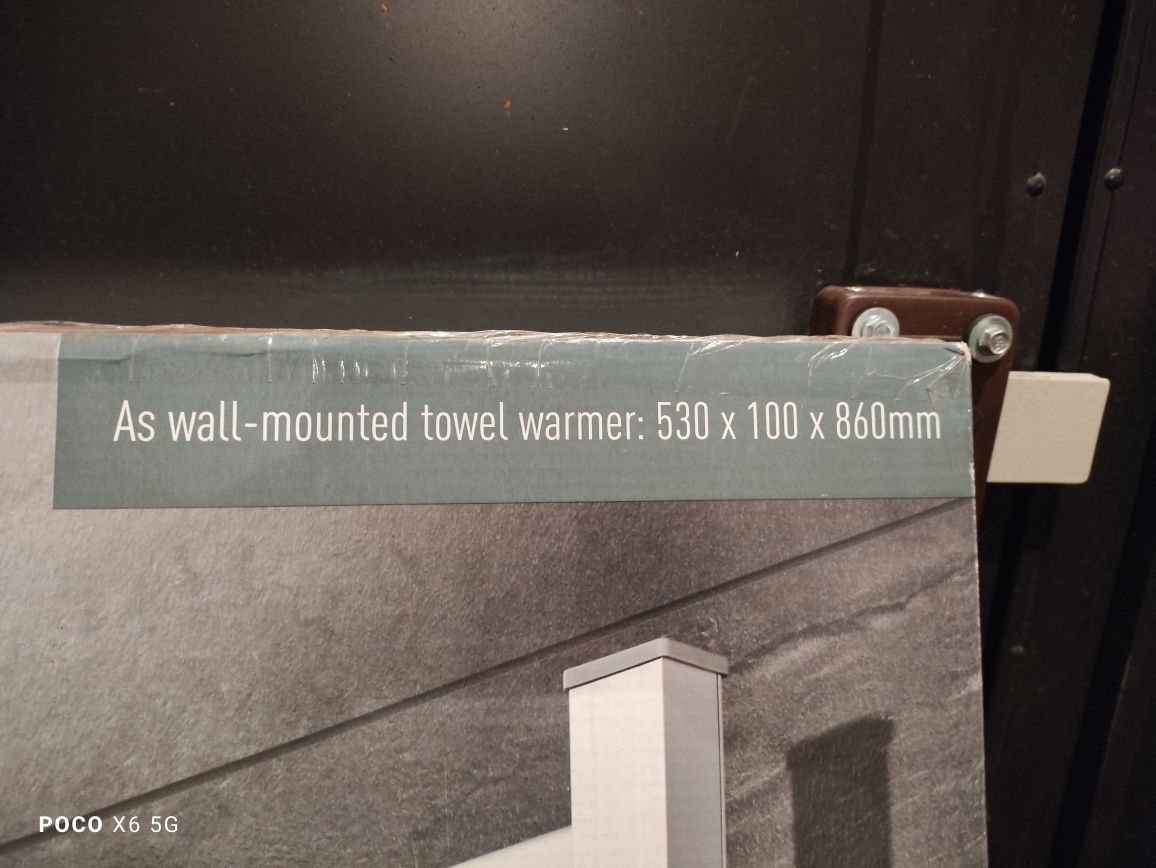 As wall-mounted towel warmer: 530 x 100 x 860mm
POCO X6 5G